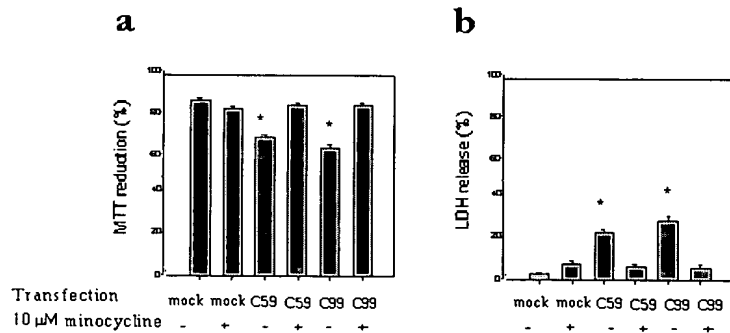 a
b
MTT reduction (%)
100
80
60
40
20
0
* *
LDH release (%)
100
80
60
40
20
0
* *
Transfection mock mock C59 C59 C99 C99 mock mock C59 C59 C99 C99
10 µM minocycline - + - + - + - + - + - +